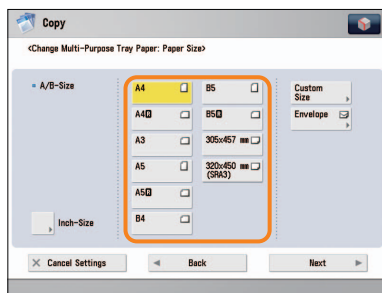 Copy
<Change Multi-Purpose Tray Paper: Paper Size>
A/B-Size
A4
B5
Custom Size
A4R
B5R
Envelope
A3
305x457 mm
A5
320x450 mm (SRA3)
A5R
Inch-Size
B4
Cancel Settings
Back
Next